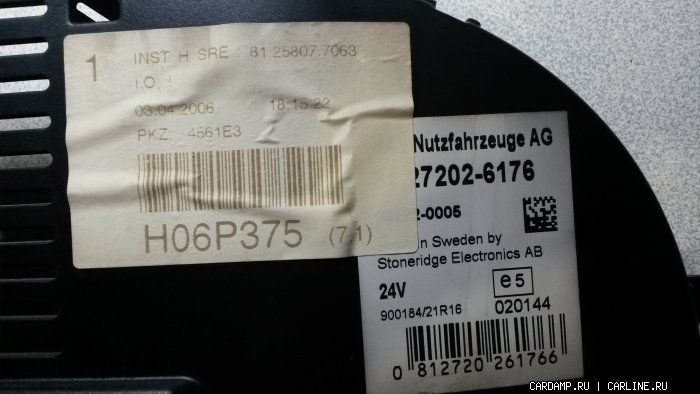 1
INST H SRE : 81.25807.7063
i.O.
03.04.2006 18:15:22
PKZ: 4561E3
H06P375 (7.1)
Nutzfahrzeuge AG
27202-6176
2-0005
in Sweden by
Stoneridge Electronics AB
24V
e5
900184/21R16 020144
0 812720 261766
CARDAMP.RU | CARLINE.RU